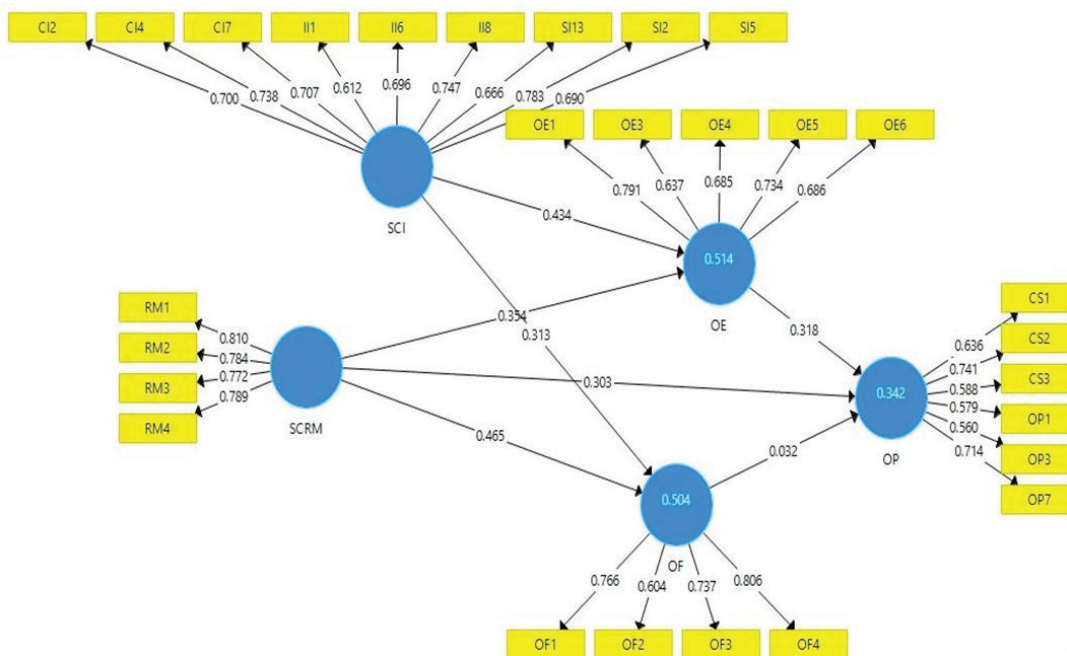 CI2 CI4 CI7 II1 II6 II8 SI13 SI2 SI5
0.700 0.738 0.707 0.612 0.696 0.747 0.666 0.783 0.690
SCI
OE1 OE3 OE4 OE5 OE6
0.791 0.637 0.685 0.734 0.686
0.434
0.514
OE
RM1
RM2
RM3
RM4
0.810
0.784
0.772
0.789
SCRM
0.354
0.313
0.303
0.465
0.318
0.032
0.342
OP
CS1
CS2
CS3
OP1
OP3
OP7
0.636
0.741
0.588
0.579
0.560
0.714
0.504
OF
0.766 0.604 0.737 0.806
OF1 OF2 OF3 OF4